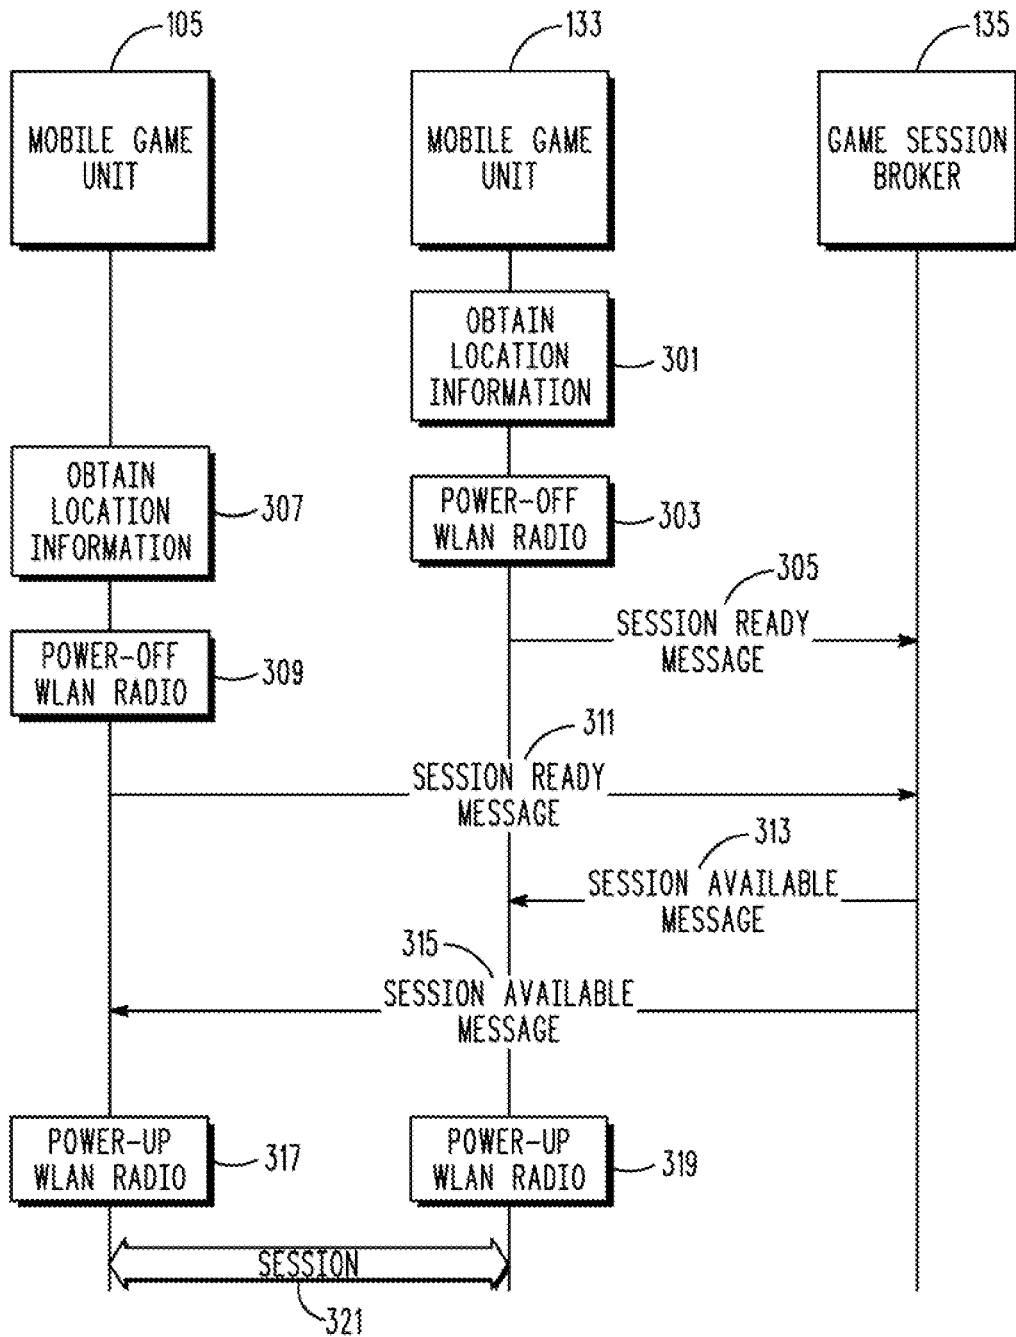 105
133
135
MOBILE GAME
UNIT
MOBILE GAME
UNIT
GAME SESSION
BROKER
OBTAIN
LOCATION
INFORMATION
301
OBTAIN
LOCATION
INFORMATION
307
POWER-OFF
WLAN RADIO
303
305
SESSION READY
MESSAGE
POWER-OFF
WLAN RADIO
309
311
SESSION READY
MESSAGE
313
SESSION AVAILABLE
MESSAGE
315
SESSION AVAILABLE
MESSAGE
POWER-UP
WLAN RADIO
317
POWER-UP
WLAN RADIO
319
SESSION
321